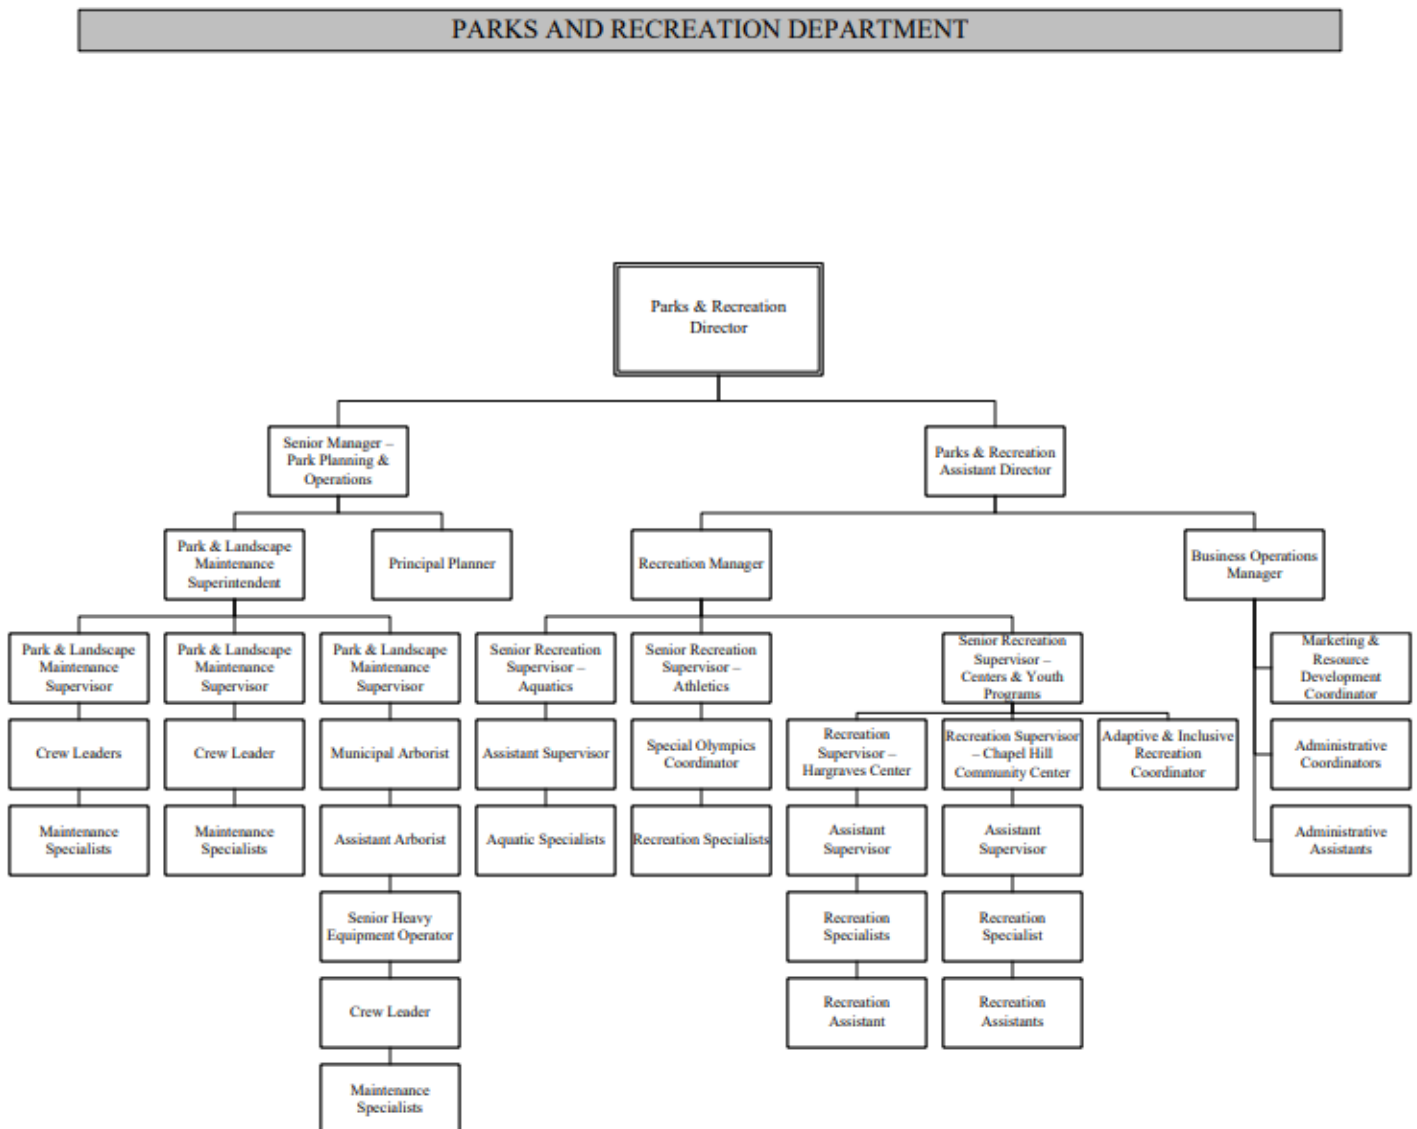 PARKS AND RECREATION DEPARTMENT
Parks & Recreation
Director
Senior Manager –
Park Planning &
Operations
Parks & Recreation
Assistant Director
Park & Landscape
Maintenance
Superintendent
Principal Planner
Recreation Manager
Business Operations
Manager
Park & Landscape
Maintenance
Supervisor
Park & Landscape
Maintenance
Supervisor
Park & Landscape
Maintenance
Supervisor
Senior Recreation
Supervisor –
Aquatics
Senior Recreation
Supervisor –
Athletics
Senior Recreation
Supervisor –
Centers & Youth
Programs
Marketing &
Resource
Development
Coordinator
Crew Leaders
Crew Leader
Municipal Arborist
Assistant Supervisor
Special Olympics
Coordinator
Recreation
Supervisor –
Hargraves Center
Recreation Supervisor
– Chapel Hill
Community Center
Adaptive & Inclusive
Recreation
Coordinator
Administrative
Coordinators
Maintenance
Specialists
Maintenance
Specialists
Assistant Arborist
Aquatic Specialists
Recreation Specialists
Assistant
Supervisor
Assistant
Supervisor
Administrative
Assistants
Senior Heavy
Equipment Operator
Recreation
Specialists
Recreation
Specialist
Crew Leader
Recreation
Assistant
Recreation
Assistants
Maintenance
Specialists